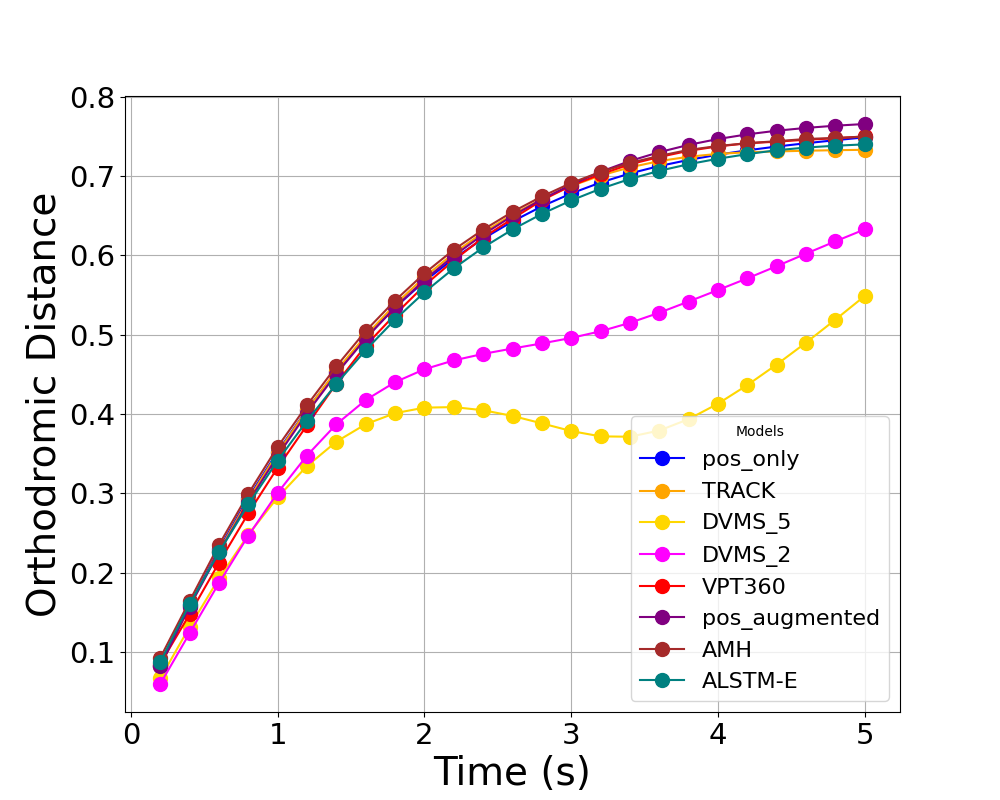 0.8
0.7
0.6
0.5
0.4
0.3
0.2
0.1
Orthodromic Distance
Models
pos_only
TRACK
DVMS_5
DVMS_2
VPT360
pos_augmented
AMH
ALSTM-E
0 1 2 3 4 5
Time (s)